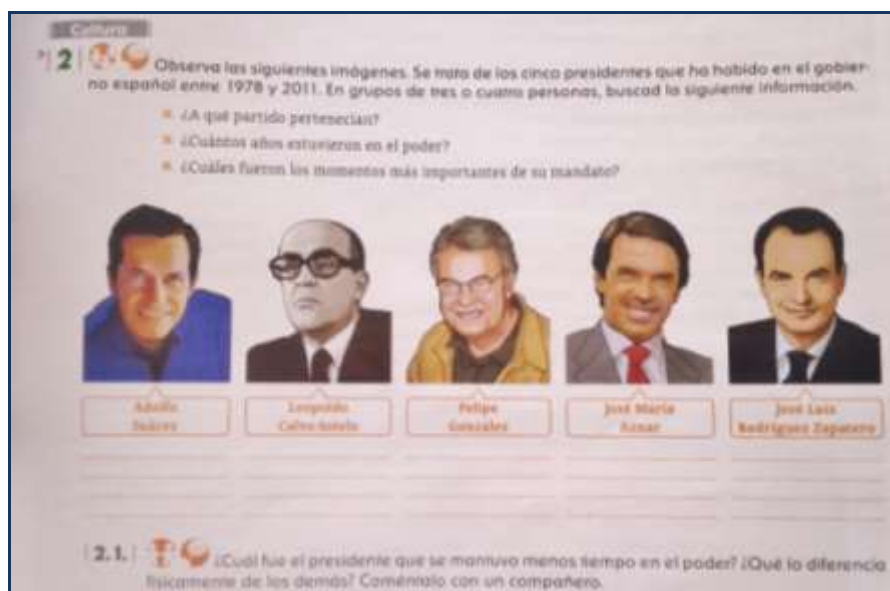 Cultura
2 Observa las siguientes imágenes. Se trata de los cinco presidentes que ha habido en el gobier-
no español entre 1978 y 2011. En grupos de tres o cuatro personas, buscad la siguiente información.
¿A qué partido pertenecían?
¿Cuántos años estuvieron en el poder?
¿Cuáles fueron los momentos más importantes de su mandato?
Adolfo
Suárez
Leopoldo
Calvo-Sotelo
Felipe
González
José María
Aznar
José Luis
Rodríguez Zapatero
2.1. ¿Cuál fue el presidente que se mantuvo menos tiempo en el poder? ¿Qué lo diferencia
físicamente de los demás? Coméntalo con un compañero.